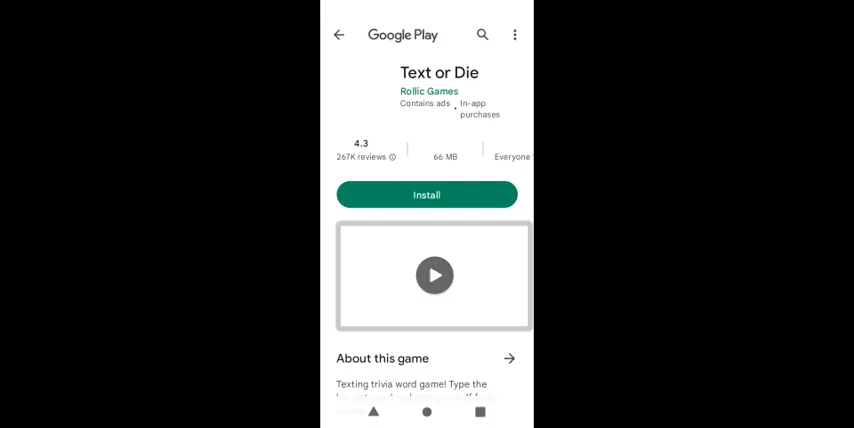 Google Play
Text or Die
Rollic Games
Contains ads • In-app
purchases
4.3
267K reviews
66 MB
Everyone
Install
About this game
Texting trivia word game! Type the